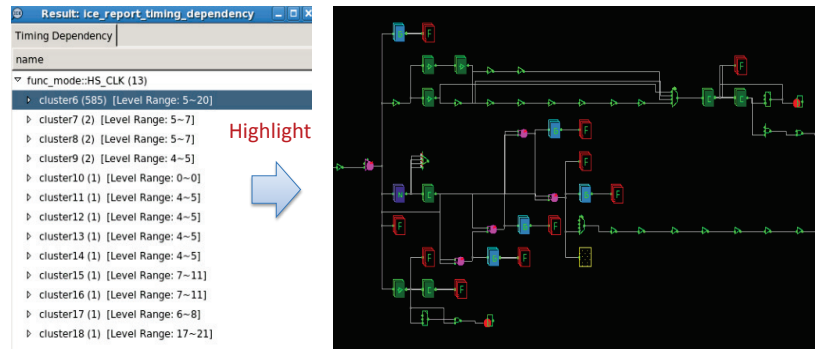 Result: ice_report_timing_dependency
Timing Dependency
name
func_mode::HS_CLK (13)
cluster6 (585) [Level Range: 5~20]
cluster7 (2) [Level Range: 5~7]
cluster8 (2) [Level Range: 5~7]
cluster9 (2) [Level Range: 4~5]
cluster10 (1) [Level Range: 0~0]
cluster11 (1) [Level Range: 4~5]
cluster12 (1) [Level Range: 4~5]
cluster13 (1) [Level Range: 4~5]
cluster14 (1) [Level Range: 4~5]
cluster15 (1) [Level Range: 7~11]
cluster16 (1) [Level Range: 7~11]
cluster17 (1) [Level Range: 6~8]
cluster18 (1) [Level Range: 17~21]
Highlight
F
F
F
F
F
F
F
F
F
F